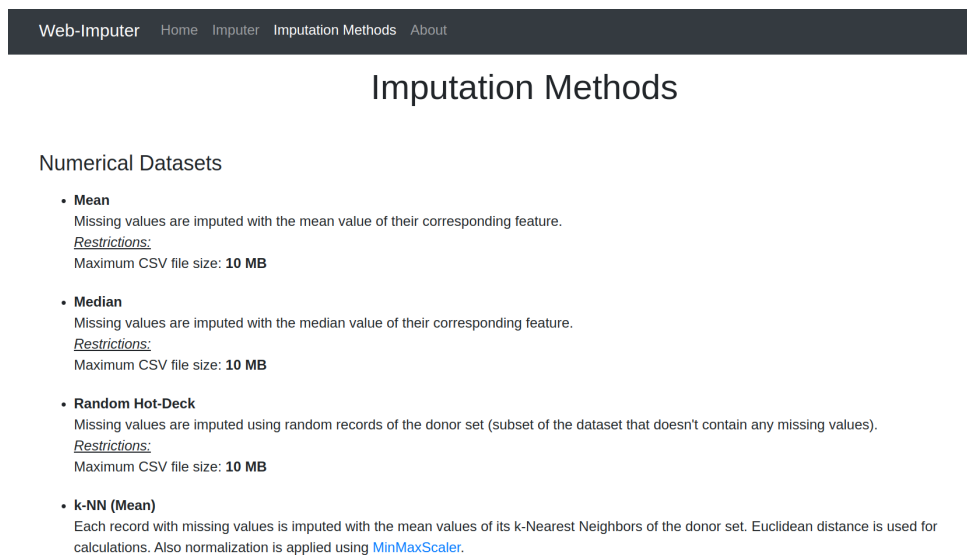 Web-Imputer Home Imputer Imputation Methods About
Imputation Methods
Numerical Datasets
• Mean
Missing values are imputed with the mean value of their corresponding feature.
Restrictions:
Maximum CSV file size: 10 MB
• Median
Missing values are imputed with the median value of their corresponding feature.
Restrictions:
Maximum CSV file size: 10 MB
• Random Hot-Deck
Missing values are imputed using random records of the donor set (subset of the dataset that doesn't contain any missing values).
Restrictions:
Maximum CSV file size: 10 MB
• k-NN (Mean)
Each record with missing values is imputed with the mean values of its k-Nearest Neighbors of the donor set. Euclidean distance is used for
calculations. Also normalization is applied using MinMaxScaler.